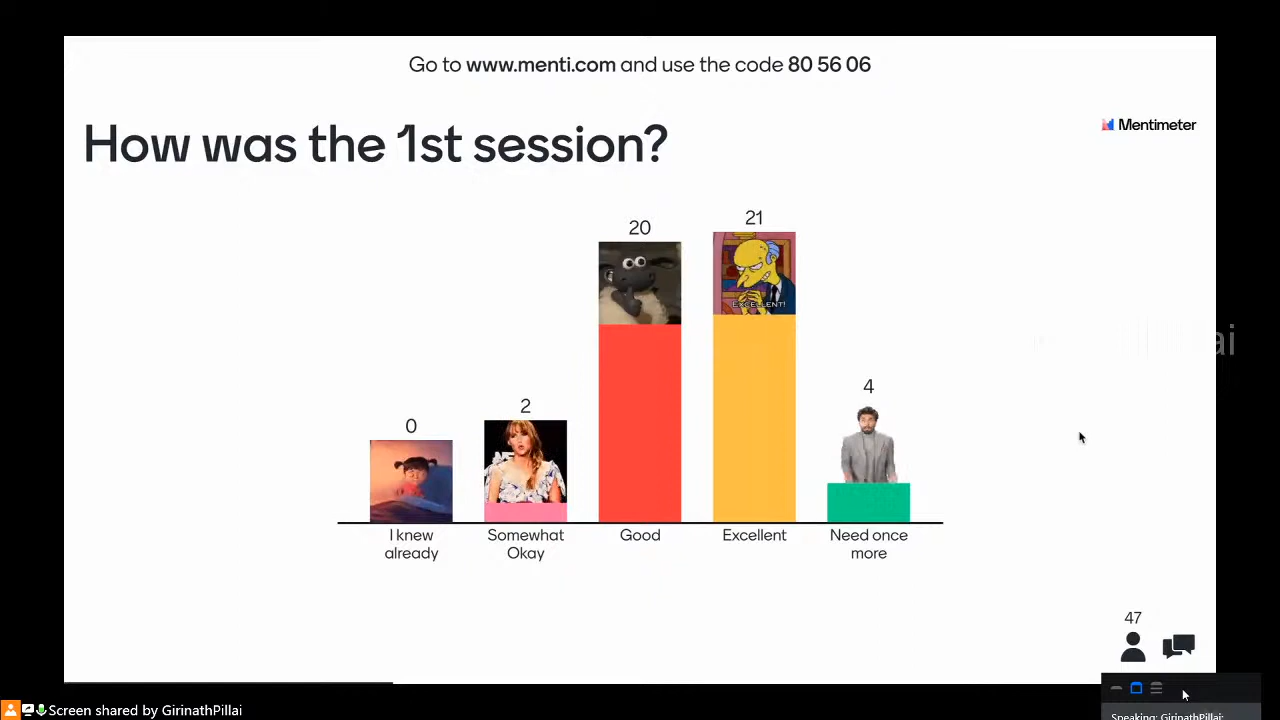 Go to www.menti.com and use the code 80 56 06
How was the 1st session?
Mentimeter
20
21
EXCELLENT!
4
2
0
I knew
already
Somewhat
Okay
Good
Excellent
Need once
more
47
Screen shared by GirinathPillai
Speaking: GirinathPillai;